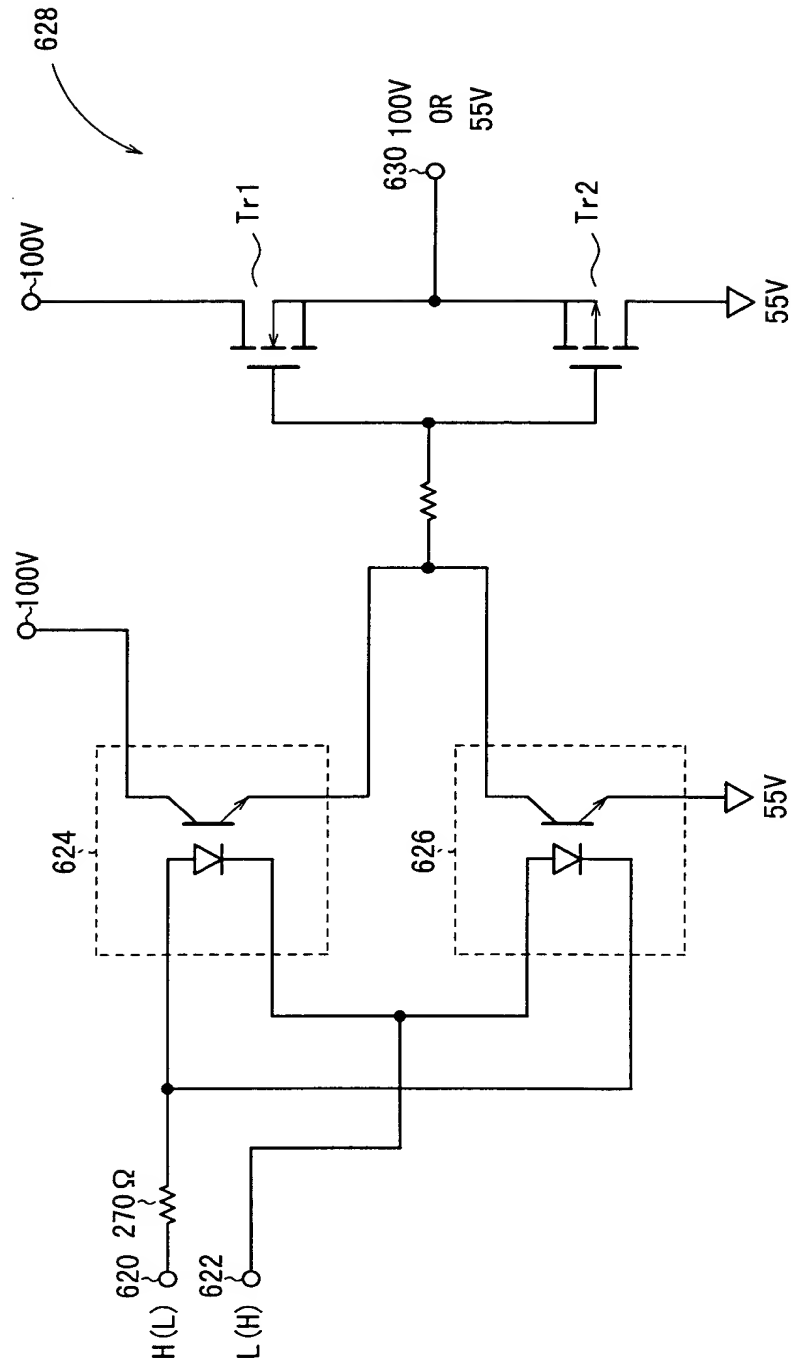 628
100V
Tr1
630 100V
OR
55V
Tr2
55V
100V
624
626
55V
270Ω
620
H(L)
622
L(H)